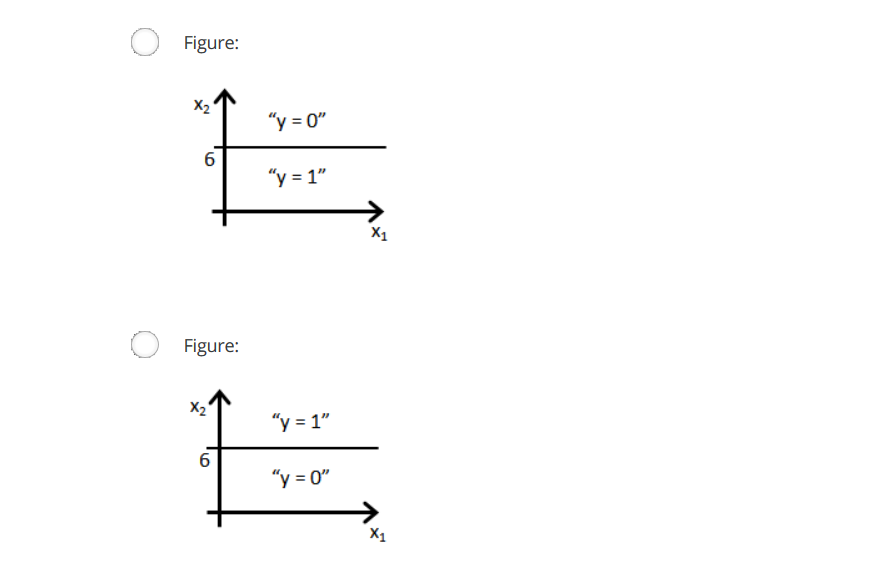 Figure:
x₂
"y = 0"
6
"y = 1"
x₁
Figure:
x₂
"y = 1"
6
"y = 0"
x₁